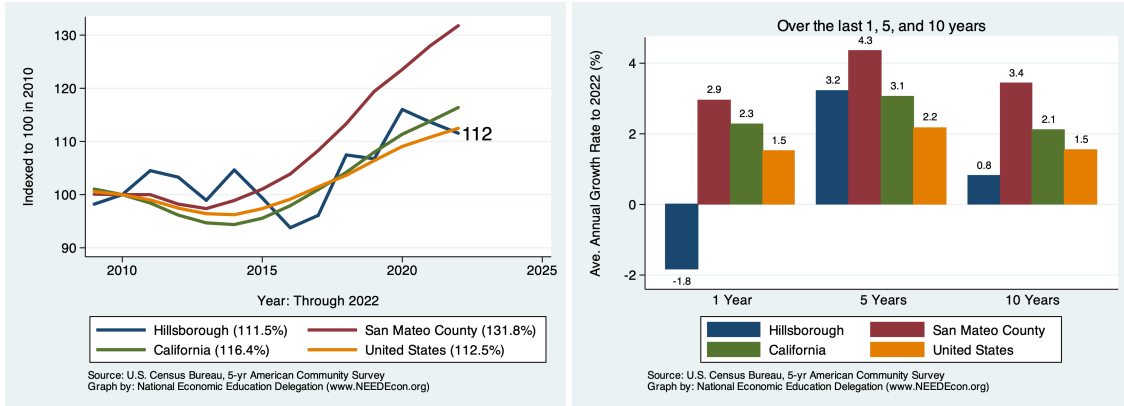 Indexed to 100 in 2010
130
120
110
100
90
112
2010
2015
2020
2025
Year: Through 2022
Hillsborough (111.5%)
San Mateo County (131.8%)
California (116.4%)
United States (112.5%)
Source: U.S. Census Bureau, 5-yr American Community Survey
Graph by: National Economic Education Delegation (www.NEEDEcon.org)
Over the last 1, 5, and 10 years
Ave. Annual Growth Rate to 2022 (%)
4
2
0
-2
-1.8
2.9
2.3
1.5
3.2
4.3
3.1
2.2
0.8
3.4
2.1
1.5
1 Year
5 Years
10 Years
Hillsborough
San Mateo County
California
United States
Source: U.S. Census Bureau, 5-yr American Community Survey
Graph by: National Economic Education Delegation (www.NEEDEcon.org)